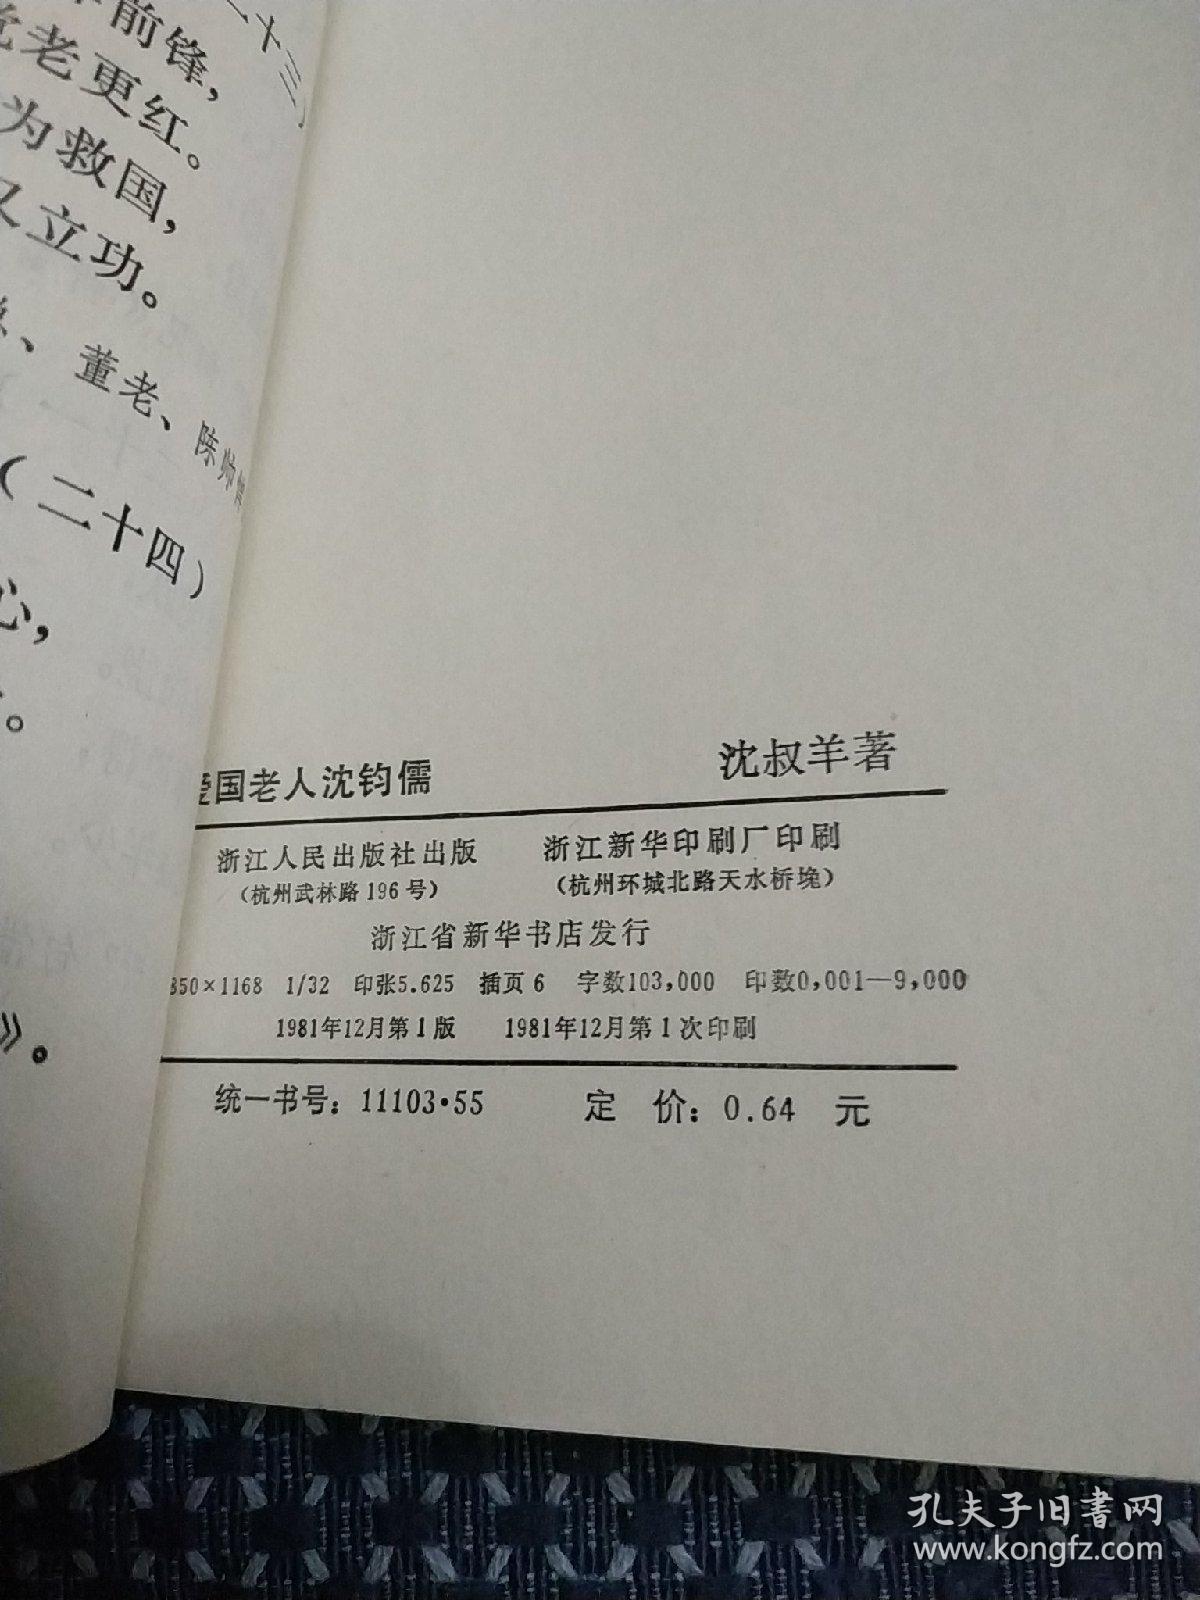 二十三
前锋，
老更红。
为救国，
又立功。
、董老、陈帅
（二十四）
心，
。
》。
爱国老人沈钧儒
沈叔羊著
浙江人民出版社出版 浙江新华印刷厂印刷
（杭州武林路196号） （杭州环城北路天水桥堍）
浙江省新华书店发行
850×1168 1/32 印张5.625 插页6 字数103,000 印数0,001—9,000
1981年12月第1版 1981年12月第1次印刷
统一书号：11103·55 定 价：0.64 元
孔夫子旧书网
www.kongfz.com